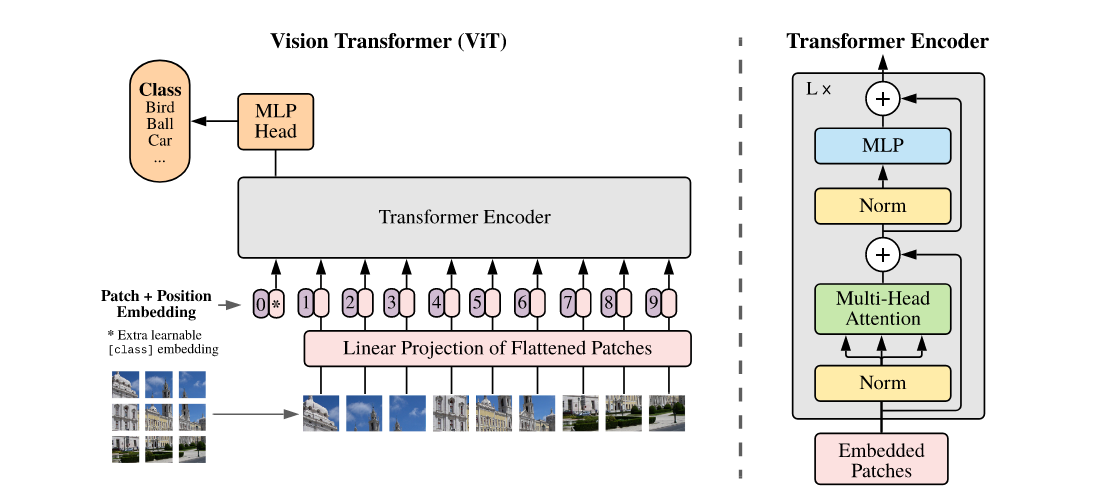 Vision Transformer (ViT)
Class
Bird
Ball
Car
...
MLP
Head
Transformer Encoder
Patch + Position
Embedding
* Extra learnable
[class] embedding
0 * 1 2 3 4 5 6 7 8 9
Linear Projection of Flattened Patches
Transformer Encoder
L x
+
MLP
Norm
+
Multi-Head
Attention
Norm
Embedded
Patches